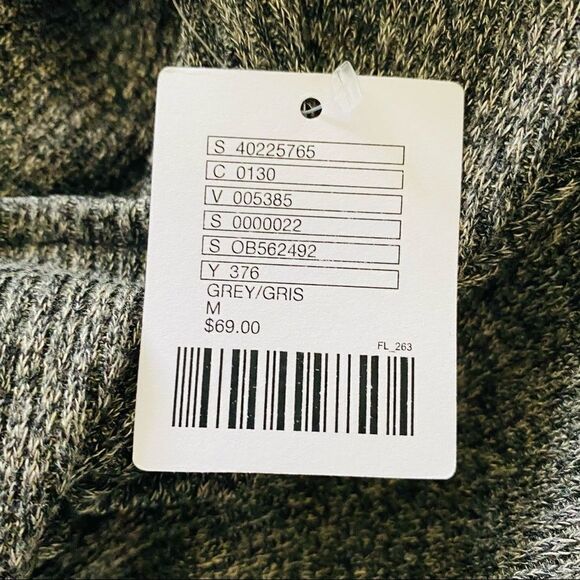 S 40225765
C 0130
V 005385
S 0000022
S OB562492
Y 376
GREY/GRIS
M
$69.00
FL_263